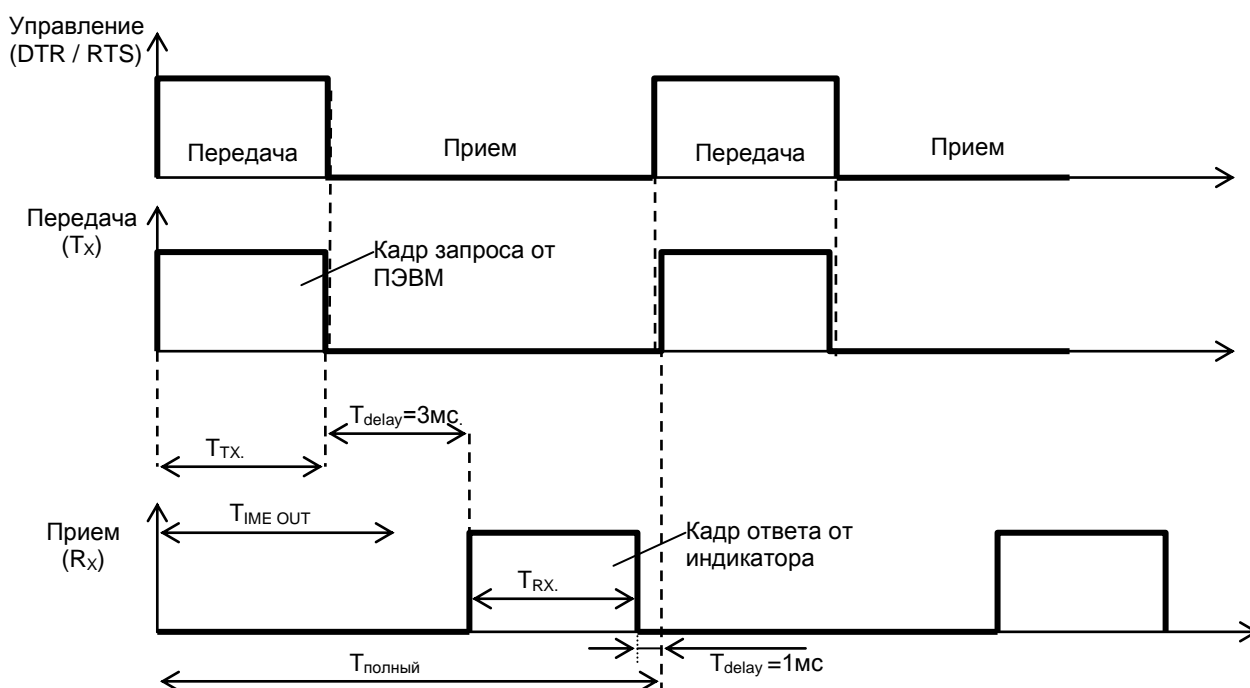 Управление
(DTR / RTS)
Передача
Прием
Передача
Прием
Передача
(TX)
Кадр запроса от
ПЭВМ
Tdelay=3мс.
TTX.
TIME OUT
Прием
(RX)
Кадр ответа от
индикатора
TRX.
Tполный
Tdelay =1мс